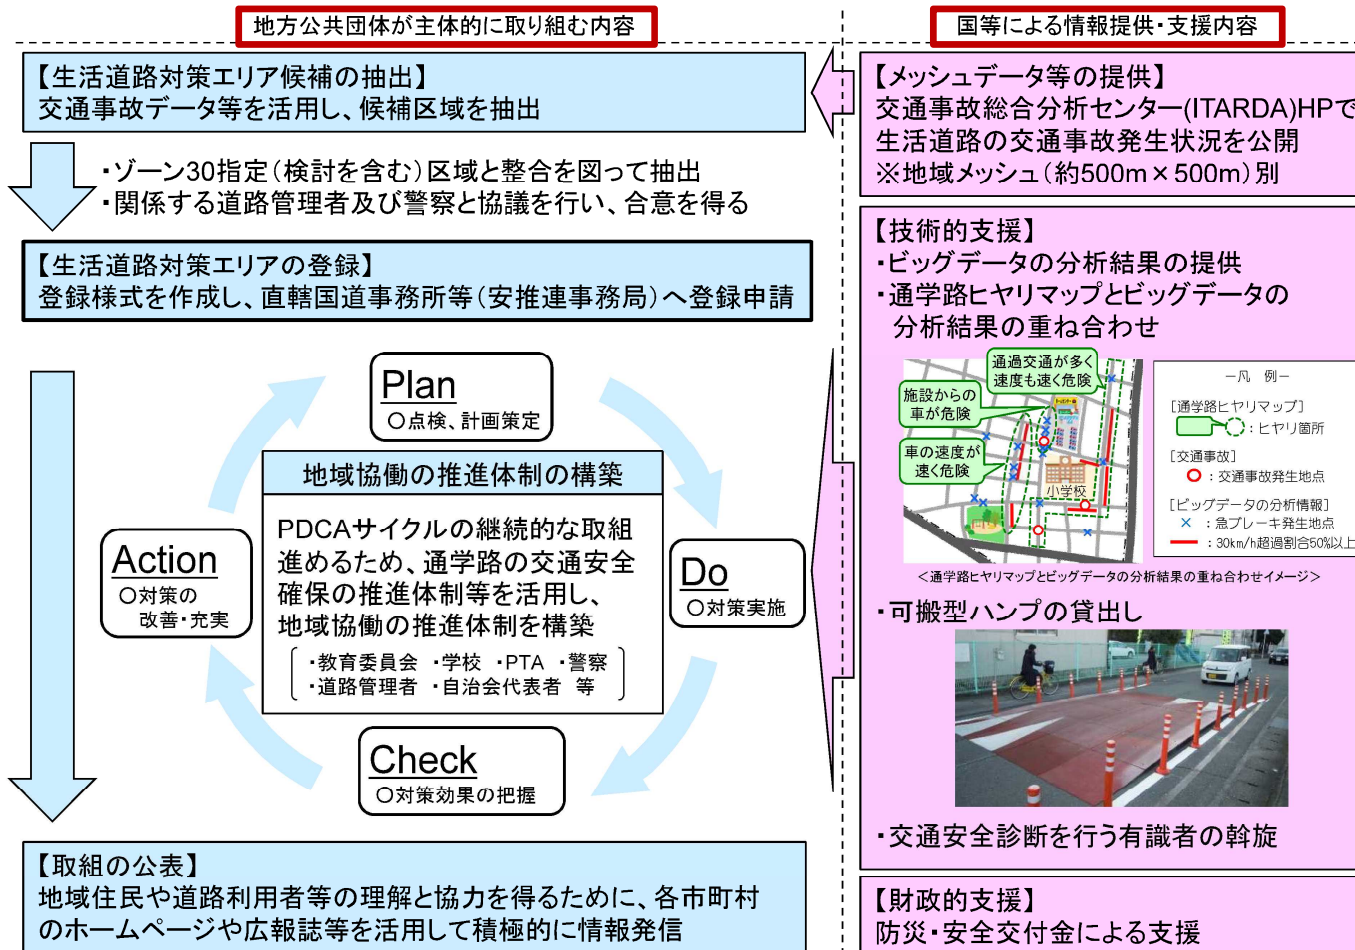 地方公共団体が主体的に取り組む内容
【生活道路対策エリア候補の抽出】
交通事故データ等を活用し、候補区域を抽出
・ゾーン30指定（検討を含む）区域と整合を図って抽出
・関係する道路管理者及び警察と協議を行い、合意を得る
【生活道路対策エリアの登録】
登録様式を作成し、直轄国道事務所等（安推連事務局）へ登録申請
Plan
○点検、計画策定
Do
○対策実施
Check
○対策効果の把握
Action
○対策の
改善・充実
地域協働の推進体制の構築
PDCAサイクルの継続的な取組
進めるため、通学路の交通安全
確保の推進体制等を活用し、
地域協働の推進体制を構築
・教育委員会 ・学校 ・PTA ・警察
・道路管理者 ・自治会代表者 等
【取組の公表】
地域住民や道路利用者等の理解と協力を得るために、各市町村
のホームページや広報誌等を活用して積極的に情報発信
国等による情報提供・支援内容
【メッシュデータ等の提供】
交通事故総合分析センター(ITARDA)HPで
生活道路の交通事故発生状況を公開
※地域メッシュ（約500m×500m）別
【技術的支援】
・ビッグデータの分析結果の提供
・通学路ヒヤリマップとビッグデータの
分析結果の重ね合わせ
通過交通が多く
速度も速く危険
施設からの
車が危険
車の速度が
速く危険
小学校
－凡 例－
[通学路ヒヤリマップ]
：ヒヤリ箇所
[交通事故]
：交通事故発生地点
[ビッグデータの分析情報]
：急ブレーキ発生地点
：30km/h超過割合50%以上
＜通学路ヒヤリマップとビッグデータの分析結果の重ね合わせイメージ＞
・可搬型ハンプの貸出し
・交通安全診断を行う有識者の斡旋
【財政的支援】
防災・安全交付金による支援